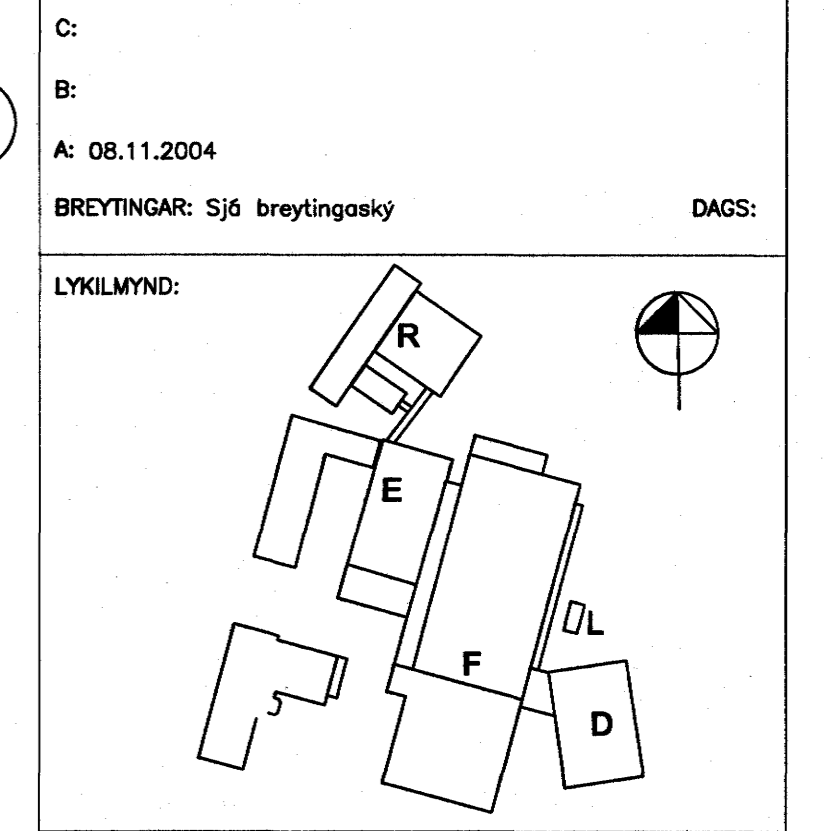 C:
B:
A: 08.11.2004
BREYTINGAR: Sjá breytingaský DAGS:
LYKILMYND:
R
E
L
F
D